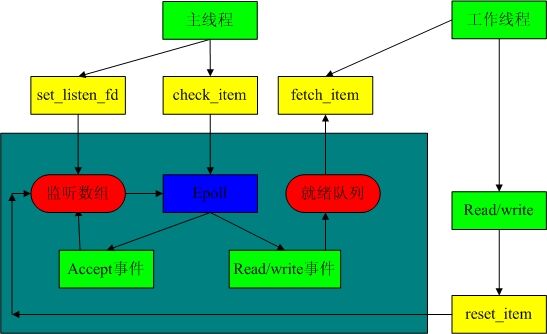 主线程
工作线程
set_listen_fd
check_item
fetch_item
监听数组
Epoll
就绪队列
Read/write
Accept事件
Read/write事件
reset_item